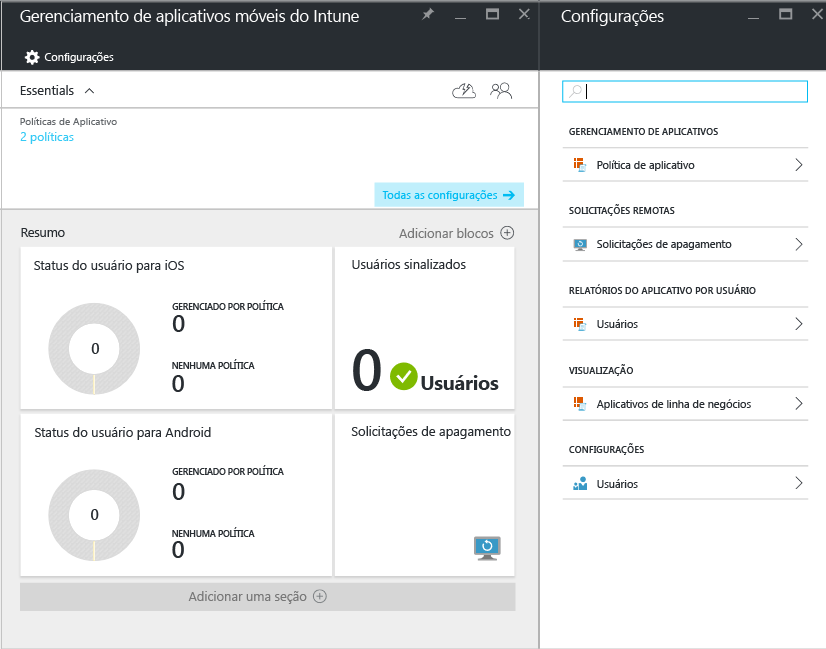 Gerenciamento de aplicativos móveis do Intune
Configurações
Essentials
Políticas de Aplicativo
2 políticas
Todas as configurações
Resumo
Adicionar blocos
Status do usuário para iOS
0
GERENCIADO POR POLÍTICA
0
NENHUMA POLÍTICA
0
Usuários sinalizados
0 Usuários
Status do usuário para Android
0
GERENCIADO POR POLÍTICA
0
NENHUMA POLÍTICA
0
Solicitações de apagamento
Adicionar uma seção
Configurações
GERENCIAMENTO DE APLICATIVOS
Política de aplicativo
SOLICITAÇÕES REMOTAS
Solicitações de apagamento
RELATÓRIOS DO APLICATIVO POR USUÁRIO
Usuários
VISUALIZAÇÃO
Aplicativos de linha de negócios
CONFIGURAÇÕES
Usuários